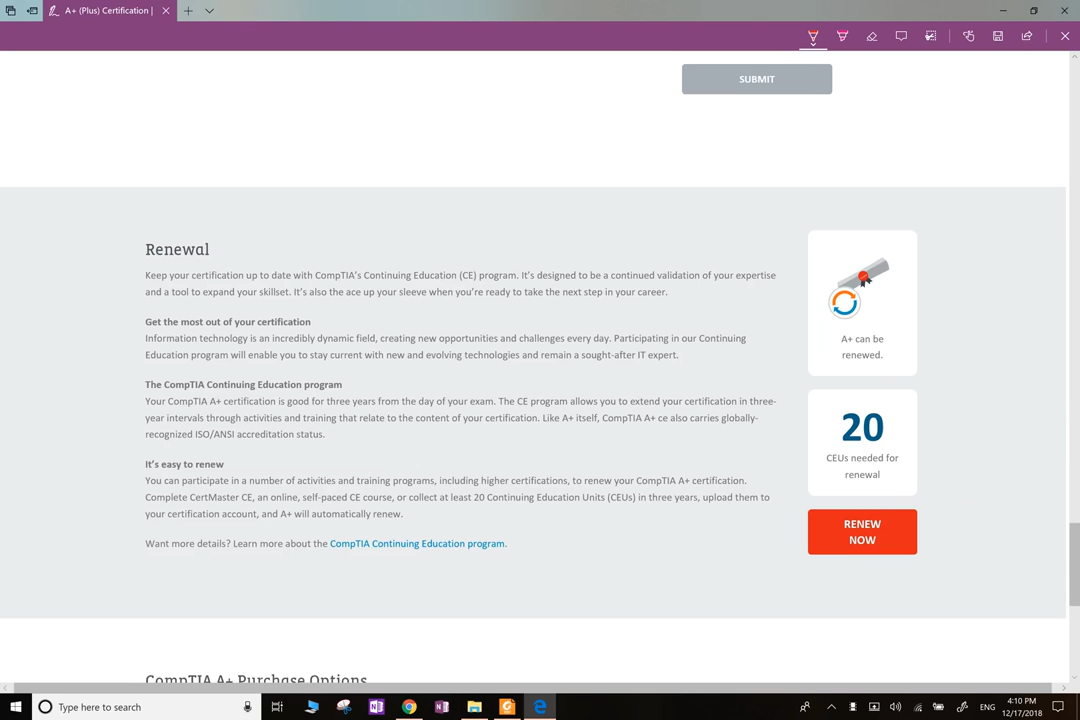 A+ (Plus) Certification |
SUBMIT
Renewal
Keep your certification up to date with CompTIA's Continuing Education (CE) program. It's designed to be a continued validation of your expertise
and a tool to expand your skillset. It's also the ace up your sleeve when you're ready to take the next step in your career.
Get the most out of your certification
Information technology is an incredibly dynamic field, creating new opportunities and challenges every day. Participating in our Continuing
Education program will enable you to stay current with new and evolving technologies and remain a sought-after IT expert.
The CompTIA Continuing Education program
Your CompTIA A+ certification is good for three years from the day of your exam. The CE program allows you to extend your certification in three-
year intervals through activities and training that relate to the content of your certification. Like A+ itself, CompTIA A+ ce also carries globally-
recognized ISO/ANSI accreditation status.
It's easy to renew
You can participate in a number of activities and training programs, including higher certifications, to renew your CompTIA A+ certification.
Complete CertMaster CE, an online, self-paced CE course, or collect at least 20 Continuing Education Units (CEUs) in three years, upload them to
your certification account, and A+ will automatically renew.
Want more details? Learn more about the CompTIA Continuing Education program.
A+ can be
renewed.
20
CEUs needed for
renewal
RENEW
NOW
CompTIA A+ Purchase Options
Type here to search
ENG
4:10 PM
12/17/2018